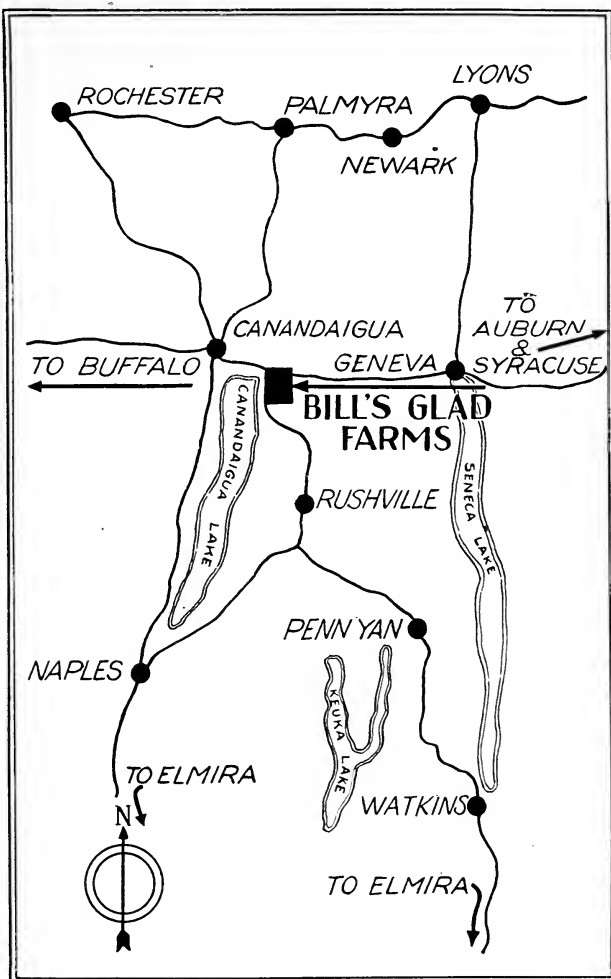 ROCHESTER
PALMYRA
LYONS
NEWARK
TO
AUBURN
&
SYRACUSE
CANANDAIGUA
TO BUFFALO
GENEVA
BILL'S GLAD
FARMS
CANANDAIGUA
LAKE
SENECA
LAKE
RUSHVILLE
PENN YAN
NAPLES
KEUKA
LAKE
TO ELMIRA
N
WATKINS
TO ELMIRA